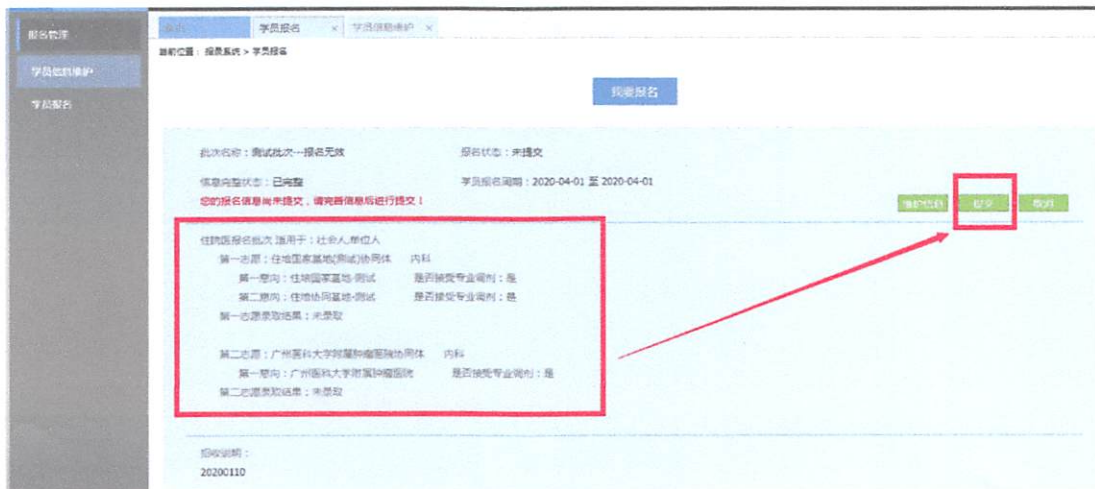 报名管理
学员信息维护
学员报名
学员报名 × 学员信息维护 ×
当前位置：报录系统 > 学员报名
我要报名
批次名称：测试批次---报名无效 报名状态：未提交
信息完整状态：已完整 学员报名周期：2020-04-01 至 2020-04-01
您的报名信息尚未提交，请完善信息后进行提交！
维护信息 提交 取消
住院医报名批次 适用于：社会人,单位人
第一志愿：住培国家基地(测试)协同体 内科
第一意向：住培国家基地-测试 是否接受专业调剂：是
第二意向：住培协同基地-测试 是否接受专业调剂：是
第一志愿录取结果：未录取
第二志愿：广州医科大学附属肿瘤医院协同体 内科
第一意向：广州医科大学附属肿瘤医院 是否接受专业调剂：是
第二志愿录取结果：未录取
招收说明：
20200110